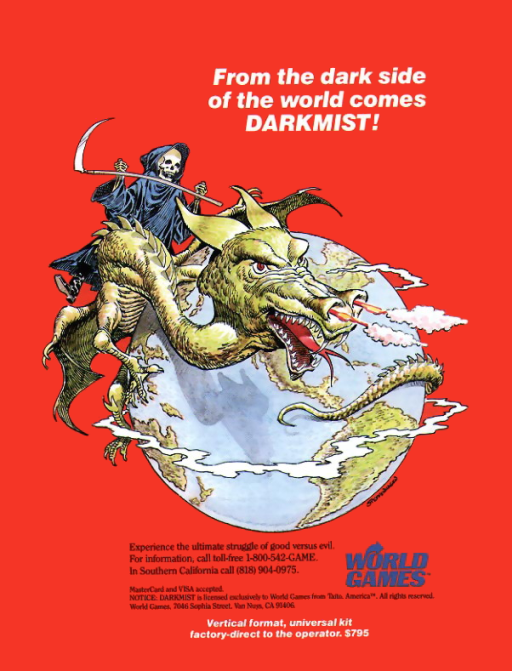 From the dark side
of the world comes
DARKMIST!
Experience the ultimate struggle of good versus evil.
For information, call toll-free 1-800-542-GAME.
In Southern California call (818) 904-0975.
WORLD
GAMES™
MasterCard and VISA accepted.
NOTICE: DARKMIST is licensed exclusively to World Games from Taito, America™. All rights reserved.
World Games, 7046 Sophia Street, Van Nuys, CA 91406.
Vertical format, universal kit
factory-direct to the operator. $795